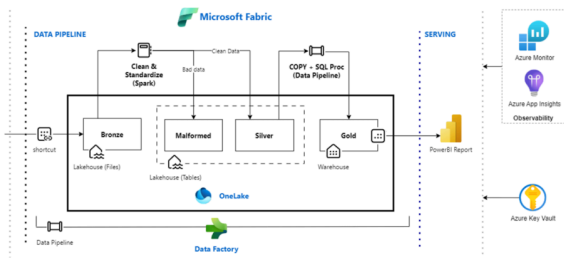 Microsoft Fabric
DATA PIPELINE
SERVING
Clean Data
Clean &
Standardize
(Spark)
Bad data
COPY + SQL Proc
(Data Pipeline)
Azure Monitor
Azure App Insights
Observability
Bronze
Malformed
Silver
Gold
shortcut
Lakehouse (Files)
Lakehouse (Tables)
Warehouse
PowerBI Report
OneLake
Azure Key Vault
Data Pipeline
Data Factory